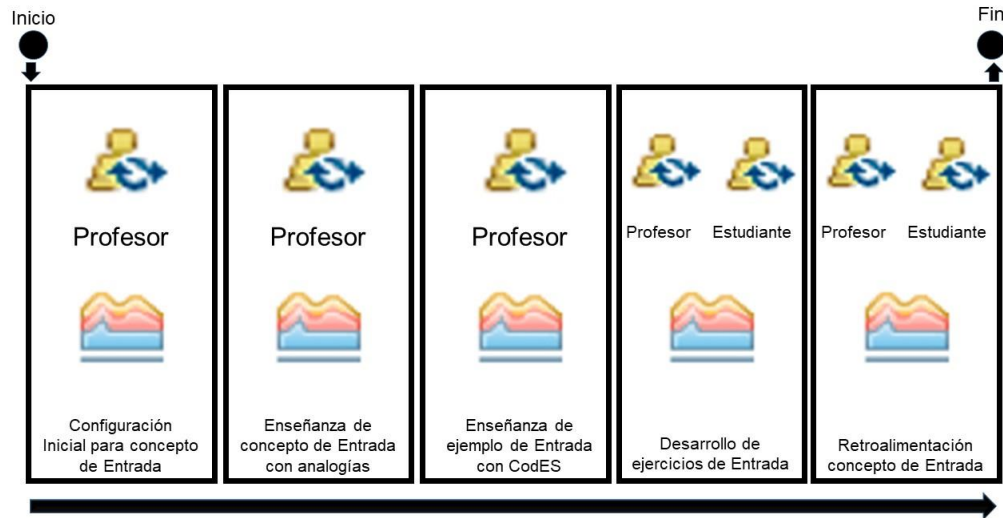 Inicio
Fin
Profesor
Profesor
Profesor
Profesor
Estudiante
Profesor
Estudiante
Configuración
Inicial para concepto
de Entrada
Enseñanza de
concepto de Entrada
con analogías
Enseñanza de
ejemplo de Entrada
con CodES
Desarrollo de
ejercicios de Entrada
Retroalimentación
concepto de Entrada